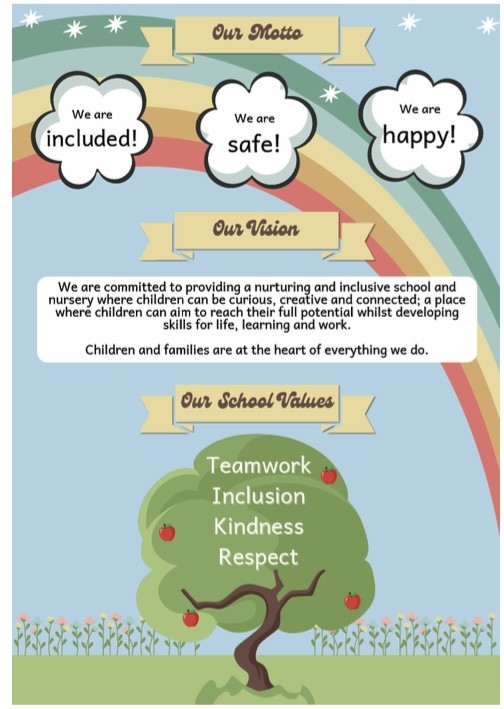 Our Motto
We are
included!
We are
safe!
We are
happy!
Our Vision
We are committed to providing a nurturing and inclusive school and
nursery where children can be curious, creative and connected; a place
where children can aim to reach their full potential whilst developing
skills for life, learning and work.
Children and families are at the heart of everything we do.
Our School Values
Teamwork
Inclusion
Kindness
Respect